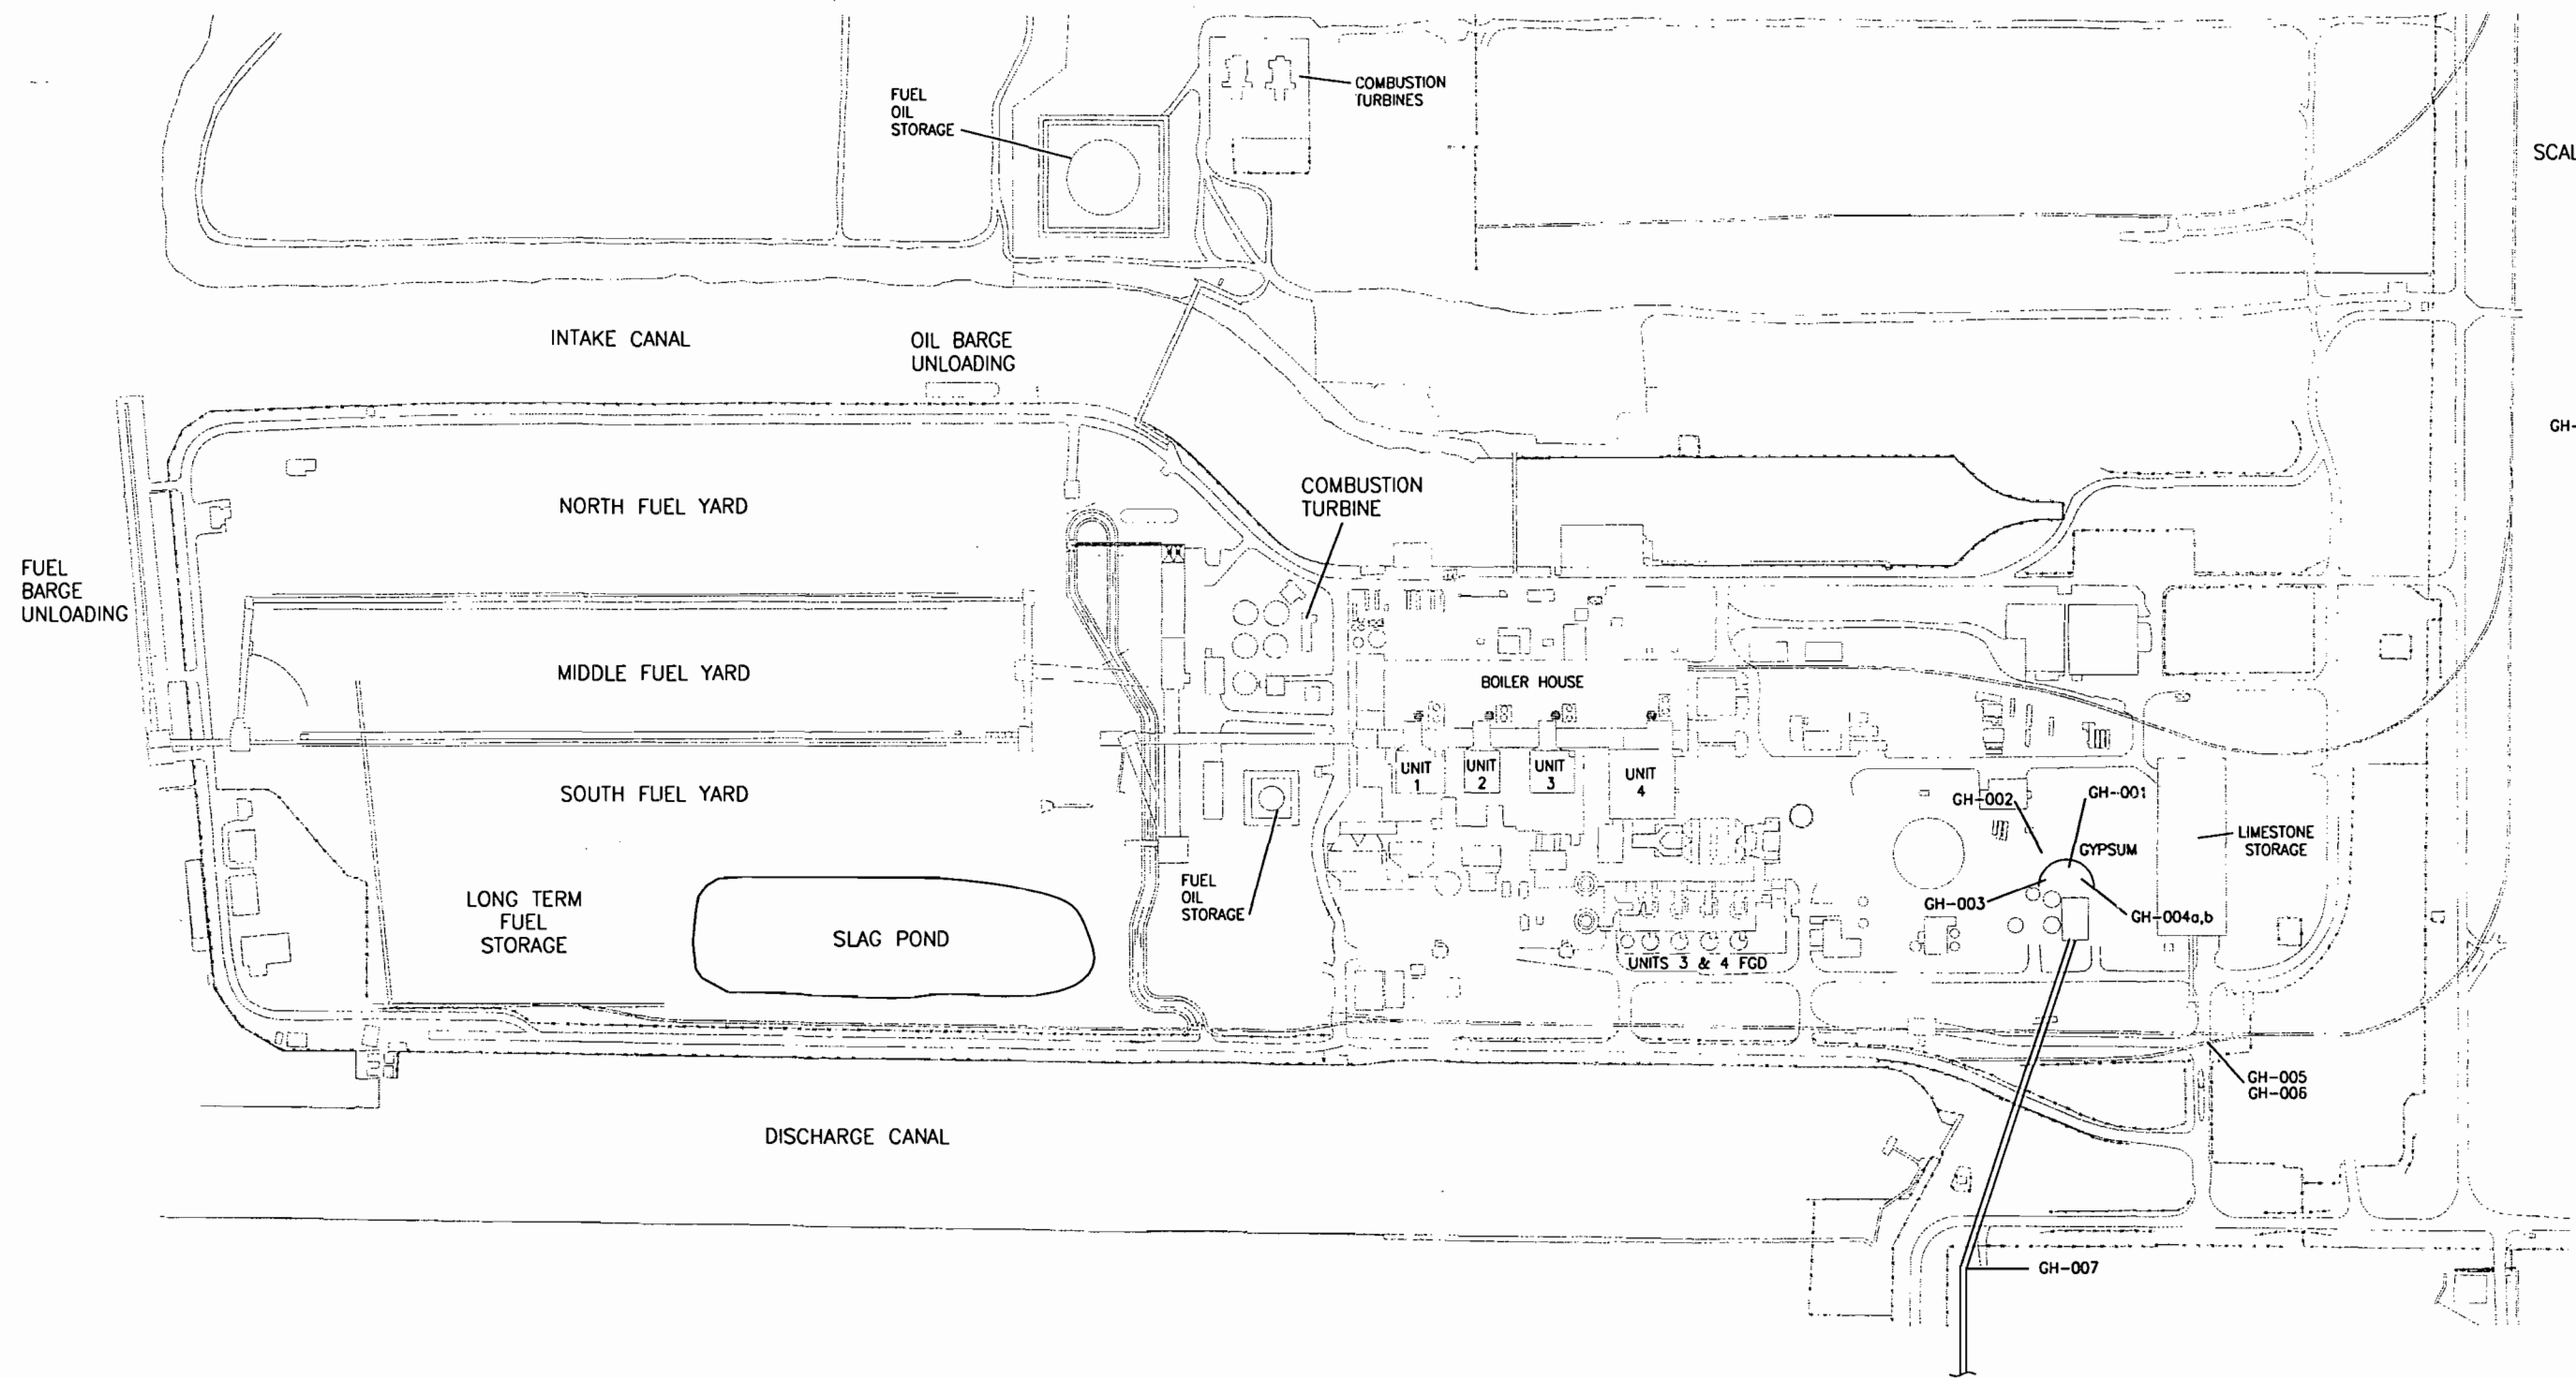 COMBUSTION
TURBINES
FUEL
OIL
STORAGE
SCAL
INTAKE CANAL
OIL BARGE
UNLOADING
GH-
NORTH FUEL YARD
COMBUSTION
TURBINE
FUEL
BARGE
UNLOADING
MIDDLE FUEL YARD
BOILER HOUSE
SOUTH FUEL YARD
UNIT
1
UNIT
2
UNIT
3
UNIT
4
GH-002
GH-001
GYPSUM
LIMESTONE
STORAGE
GH-003
GH-004a,b
LONG TERM
FUEL
STORAGE
SLAG POND
FUEL
OIL
STORAGE
UNITS 3 & 4 FGD
GH-005
GH-006
DISCHARGE CANAL
GH-007